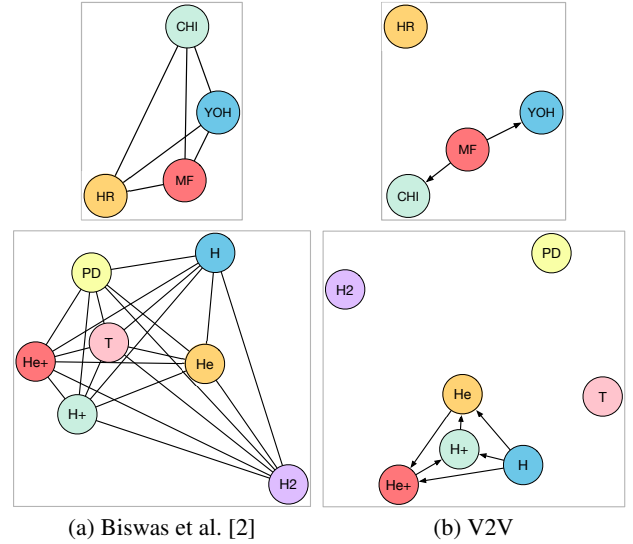 CHI
YOH
MF
HR
HR
YOH
MF
CHI
H
PD
T
He
He+
H+
H2
PD
H2
T
He
H+
H
He+
(a) Biswas et al. [2]
(b) V2V